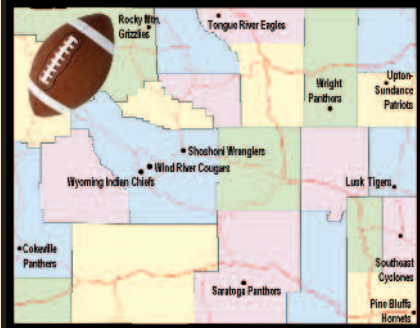 Rocky Mtn.
Grizzlies
Tongue River Eagles
Wright
Panthers
Upton-
Sundance
Patriots
Shoshoni Wranglers
Wind River Cougars
Wyoming Indian Chiefs
Lusk Tigers
Cokeville
Panthers
Southeast
Cyclones
Saratoga Panthers
Pine Bluffs
Hornets